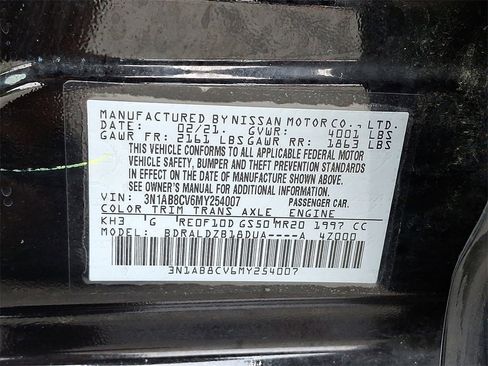 MANUFACTURED BY NISSAN MOTOR CO., LTD.
DATE: 02/21. GVWR: 4001 LBS
GAWR FR: 2161 LBS GAWR RR: 1863 LBS
THIS VEHICLE CONFORMS TO ALL APPLICABLE FEDERAL MOTOR
VEHICLE SAFETY, BUMPER AND THEFT PREVENTION STANDARDS
IN EFFECT ON THE DATE OF MANUFACTURE SHOWN ABOVE.
SEE OWNER'S MANUAL FOR ADDITIONAL INFORMATION.
VIN: 3N1AB8CV6MY254007 PASSENGER CAR.
COLOR TRIM TRANS AXLE ENGINE
KH3 G RE0F10D GS50 MR20 1997 CC
MODEL: BDRALDZB18DUA----A 4Z000
3N1AB8CV6MY254007